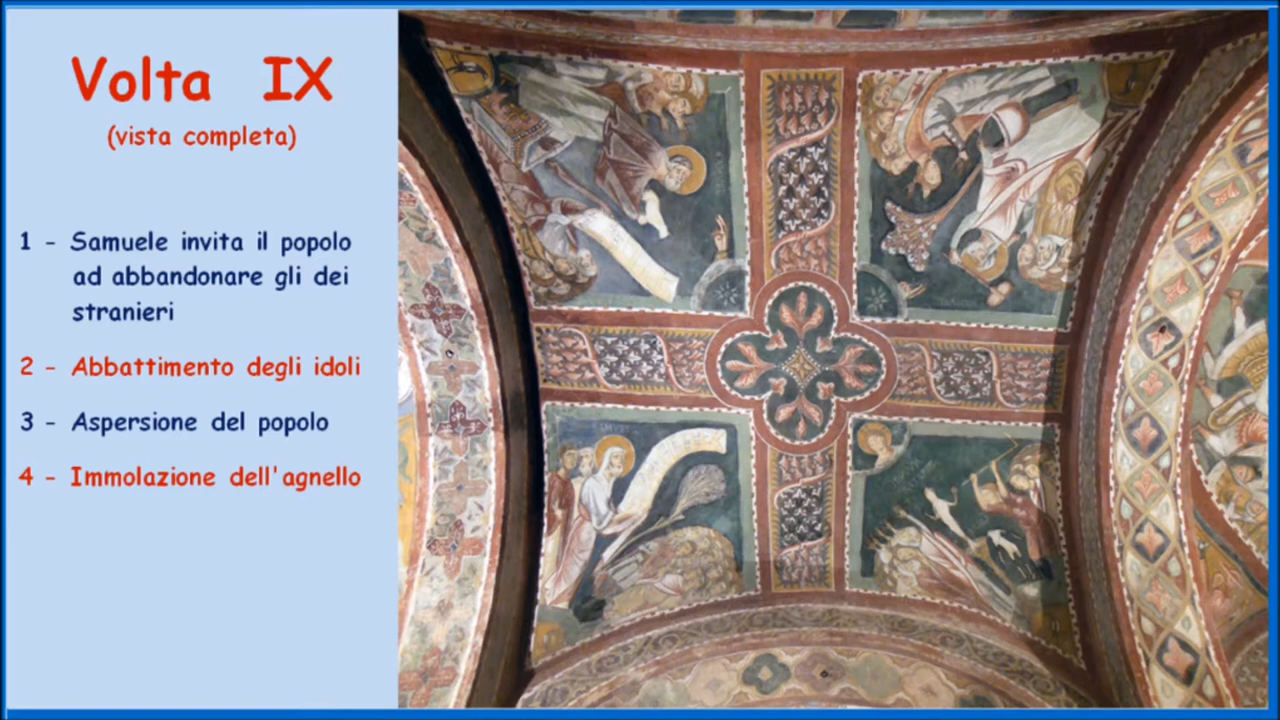 Volta IX
(vista completa)
1 - Samuele invita il popolo
ad abbandonare gli dei
stranieri
2 - Abbattimento degli idoli
3 - Aspersione del popolo
4 - Immolazione dell'agnello